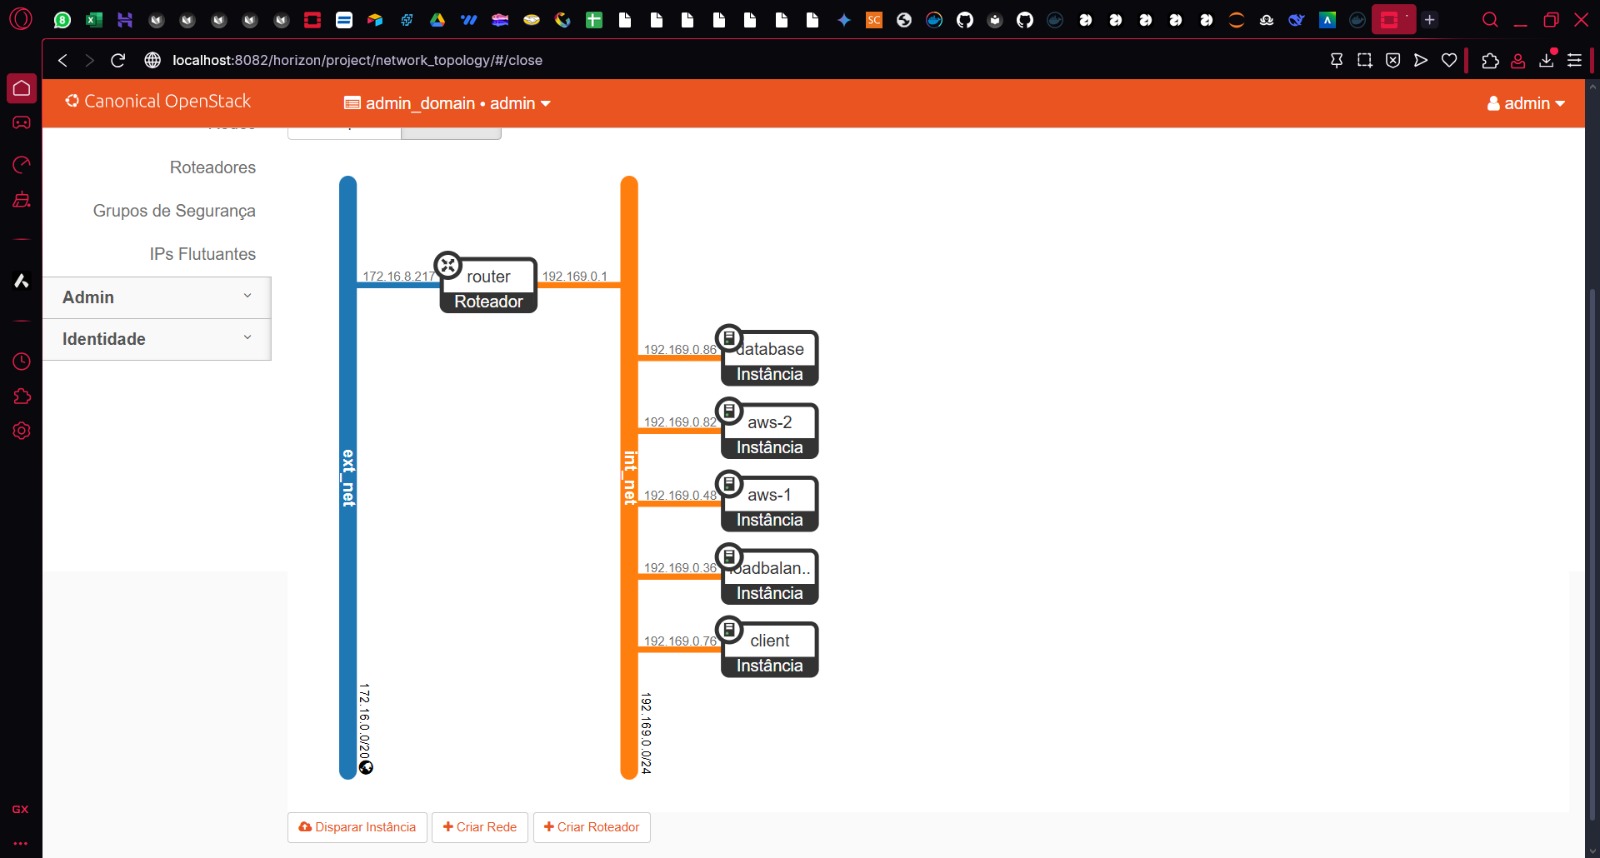 8
SC
localhost:8082/horizon/project/network_topology/#/close
Canonical OpenStack
admin_domain • admin
admin
Roteadores
Grupos de Segurança
IPs Flutuantes
Admin
Identidade
172.16.8.217
router
Roteador
192.169.0.1
192.169.0.86
database
Instância
192.169.0.82
aws-2
Instância
ext_net
int_net
192.169.0.48
aws-1
Instância
192.169.0.36
loadbalan..
Instância
192.169.0.76
client
Instância
172.16.0.0/20
192.169.0.0/24
GX
Disparar Instância
Criar Rede
Criar Roteador